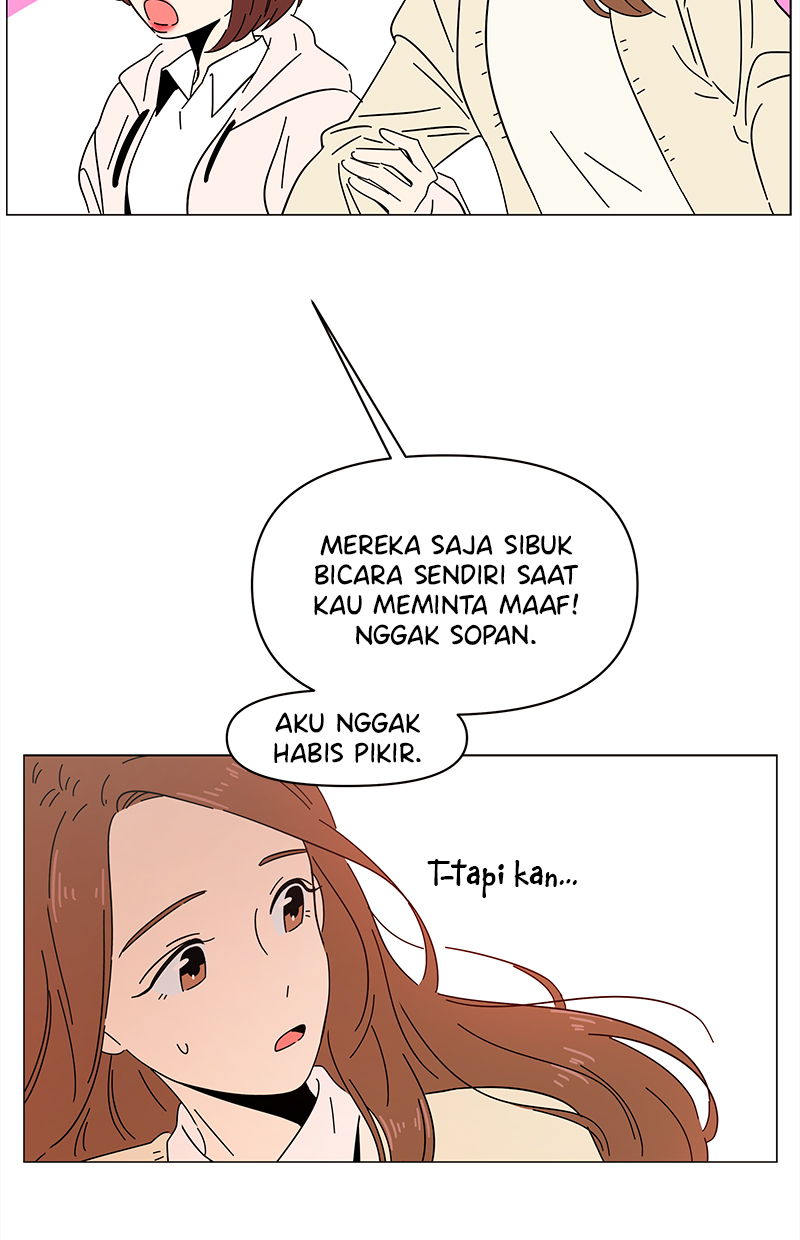 MEREKA SAJA SIBUK
BICARA SENDIRI SAAT
KAU MEMINTA MAAF!
NGGAK SOPAN.
AKU NGGAK
HABIS PIKIR.
T-tapi kan...